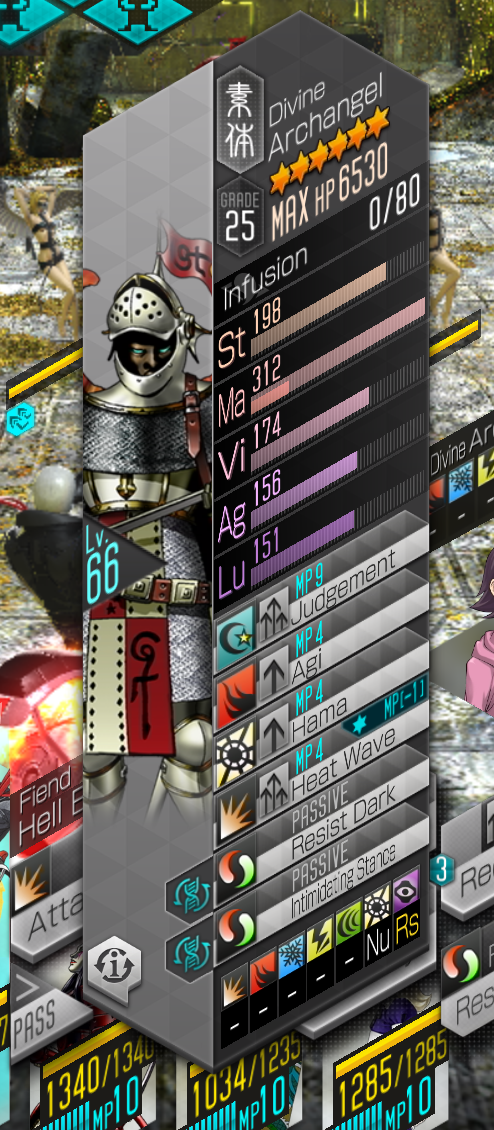 素体
Divine
Archangel
GRADE
25
MAX HP 6530
0/80
Infusion
St 198
Ma 312
Vi 174
Ag 156
Lu 151
Lv.
66
MP 9
Judgement
MP 4
Agi
MP 4
Hama
MP[-1]
MP 4
Heat Wave
PASSIVE
Resist Dark
PASSIVE
Intimidating Stance
- - - - - Nu Rs
Divine Ar
- - -
Fiend
Hell B
Atta
PASS
3
Re
Res
1340/1340
MP10
1034/1235
MP10
1285/1285
MP10